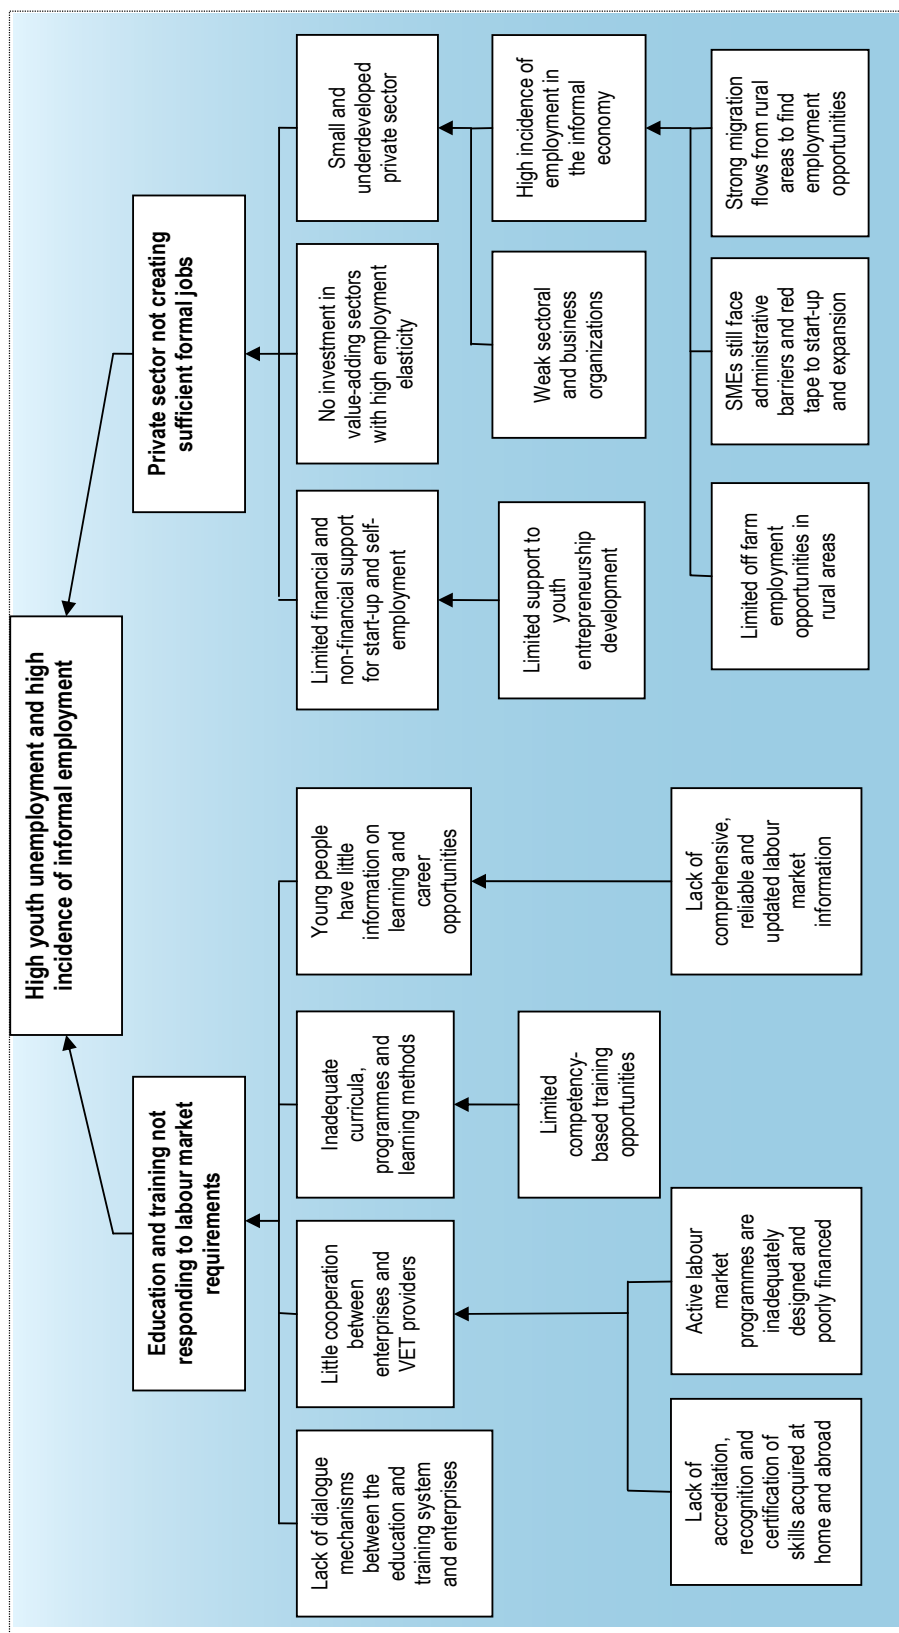 High youth unemployment and high
incidence of informal employment
Education and training not
responding to labour market
requirements
Private sector not creating
sufficient formal jobs
Lack of dialogue
mechanisms
between the
education and
training system
and enterprises
Little cooperation
between
enterprises and
VET providers
Inadequate
curricula,
programmes and
learning methods
Young people
have little
information on
learning and
career
opportunities
Limited financial and
non-financial support
for start-up and self-
employment
No investment in
value-adding sectors
with high employment
elasticity
Small and
underdeveloped
private sector
Limited
competency-
based training
opportunities
Limited support to
youth
entrepreneurship
development
Weak sectoral
and business
organizations
High incidence of
employment in
the informal
economy
Lack of
accreditation,
recognition and
certification of
skills acquired at
home and abroad
Active labour
market
programmes are
inadequately
designed and
poorly financed
Lack of
comprehensive,
reliable and
updated labour
market
information
Limited off farm
employment
opportunities in
rural areas
SMEs still face
administrative
barriers and red
tape to start-up
and expansion
Strong migration
flows from rural
areas to find
employment
opportunities